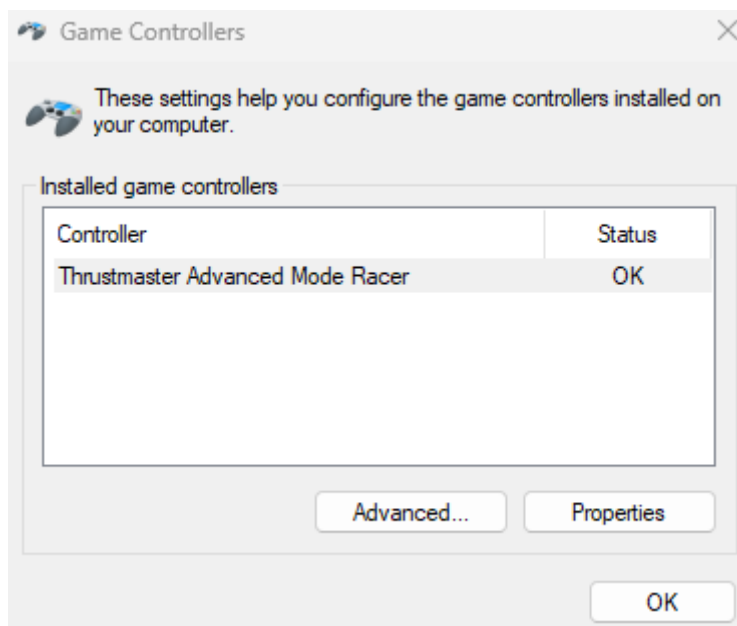 Game Controllers
These settings help you configure the game controllers installed on
your computer.
Installed game controllers
Controller Status
Thrustmaster Advanced Mode Racer OK
Advanced... Properties
OK